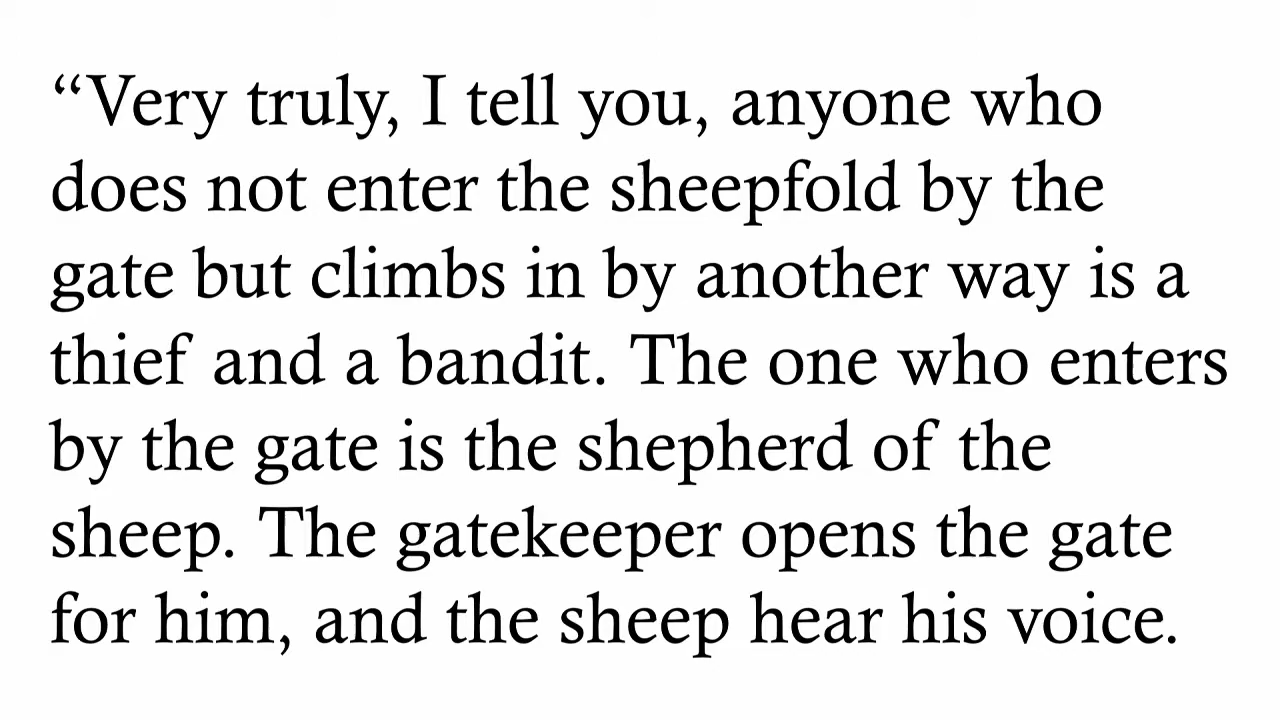 “Very truly, I tell you, anyone who
does not enter the sheepfold by the
gate but climbs in by another way is a
thief and a bandit. The one who enters
by the gate is the shepherd of the
sheep. The gatekeeper opens the gate
for him, and the sheep hear his voice.